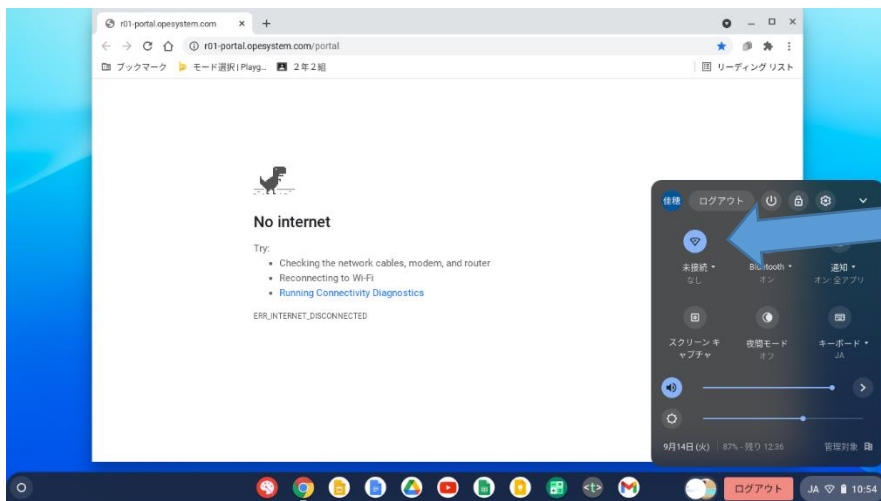 r01-portal.opesystem.com
r01-portal.opesystem.com/portal
ブックマーク モード選択 | Playg… 2年2組 リーディング リスト
No internet
Try:
Checking the network cables, modem, and router
Reconnecting to Wi-Fi
Running Connectivity Diagnostics
ERR_INTERNET_DISCONNECTED
佳穂 ログアウト
未接続 Bluetooth 通知
なし オン オン: 全アプリ
スクリーン キャプチャ 夜間モード キーボード
オフ JA
9月14日 (火) 87% - 残り 12:36 管理対象
<t>
ログアウト JA 10:54